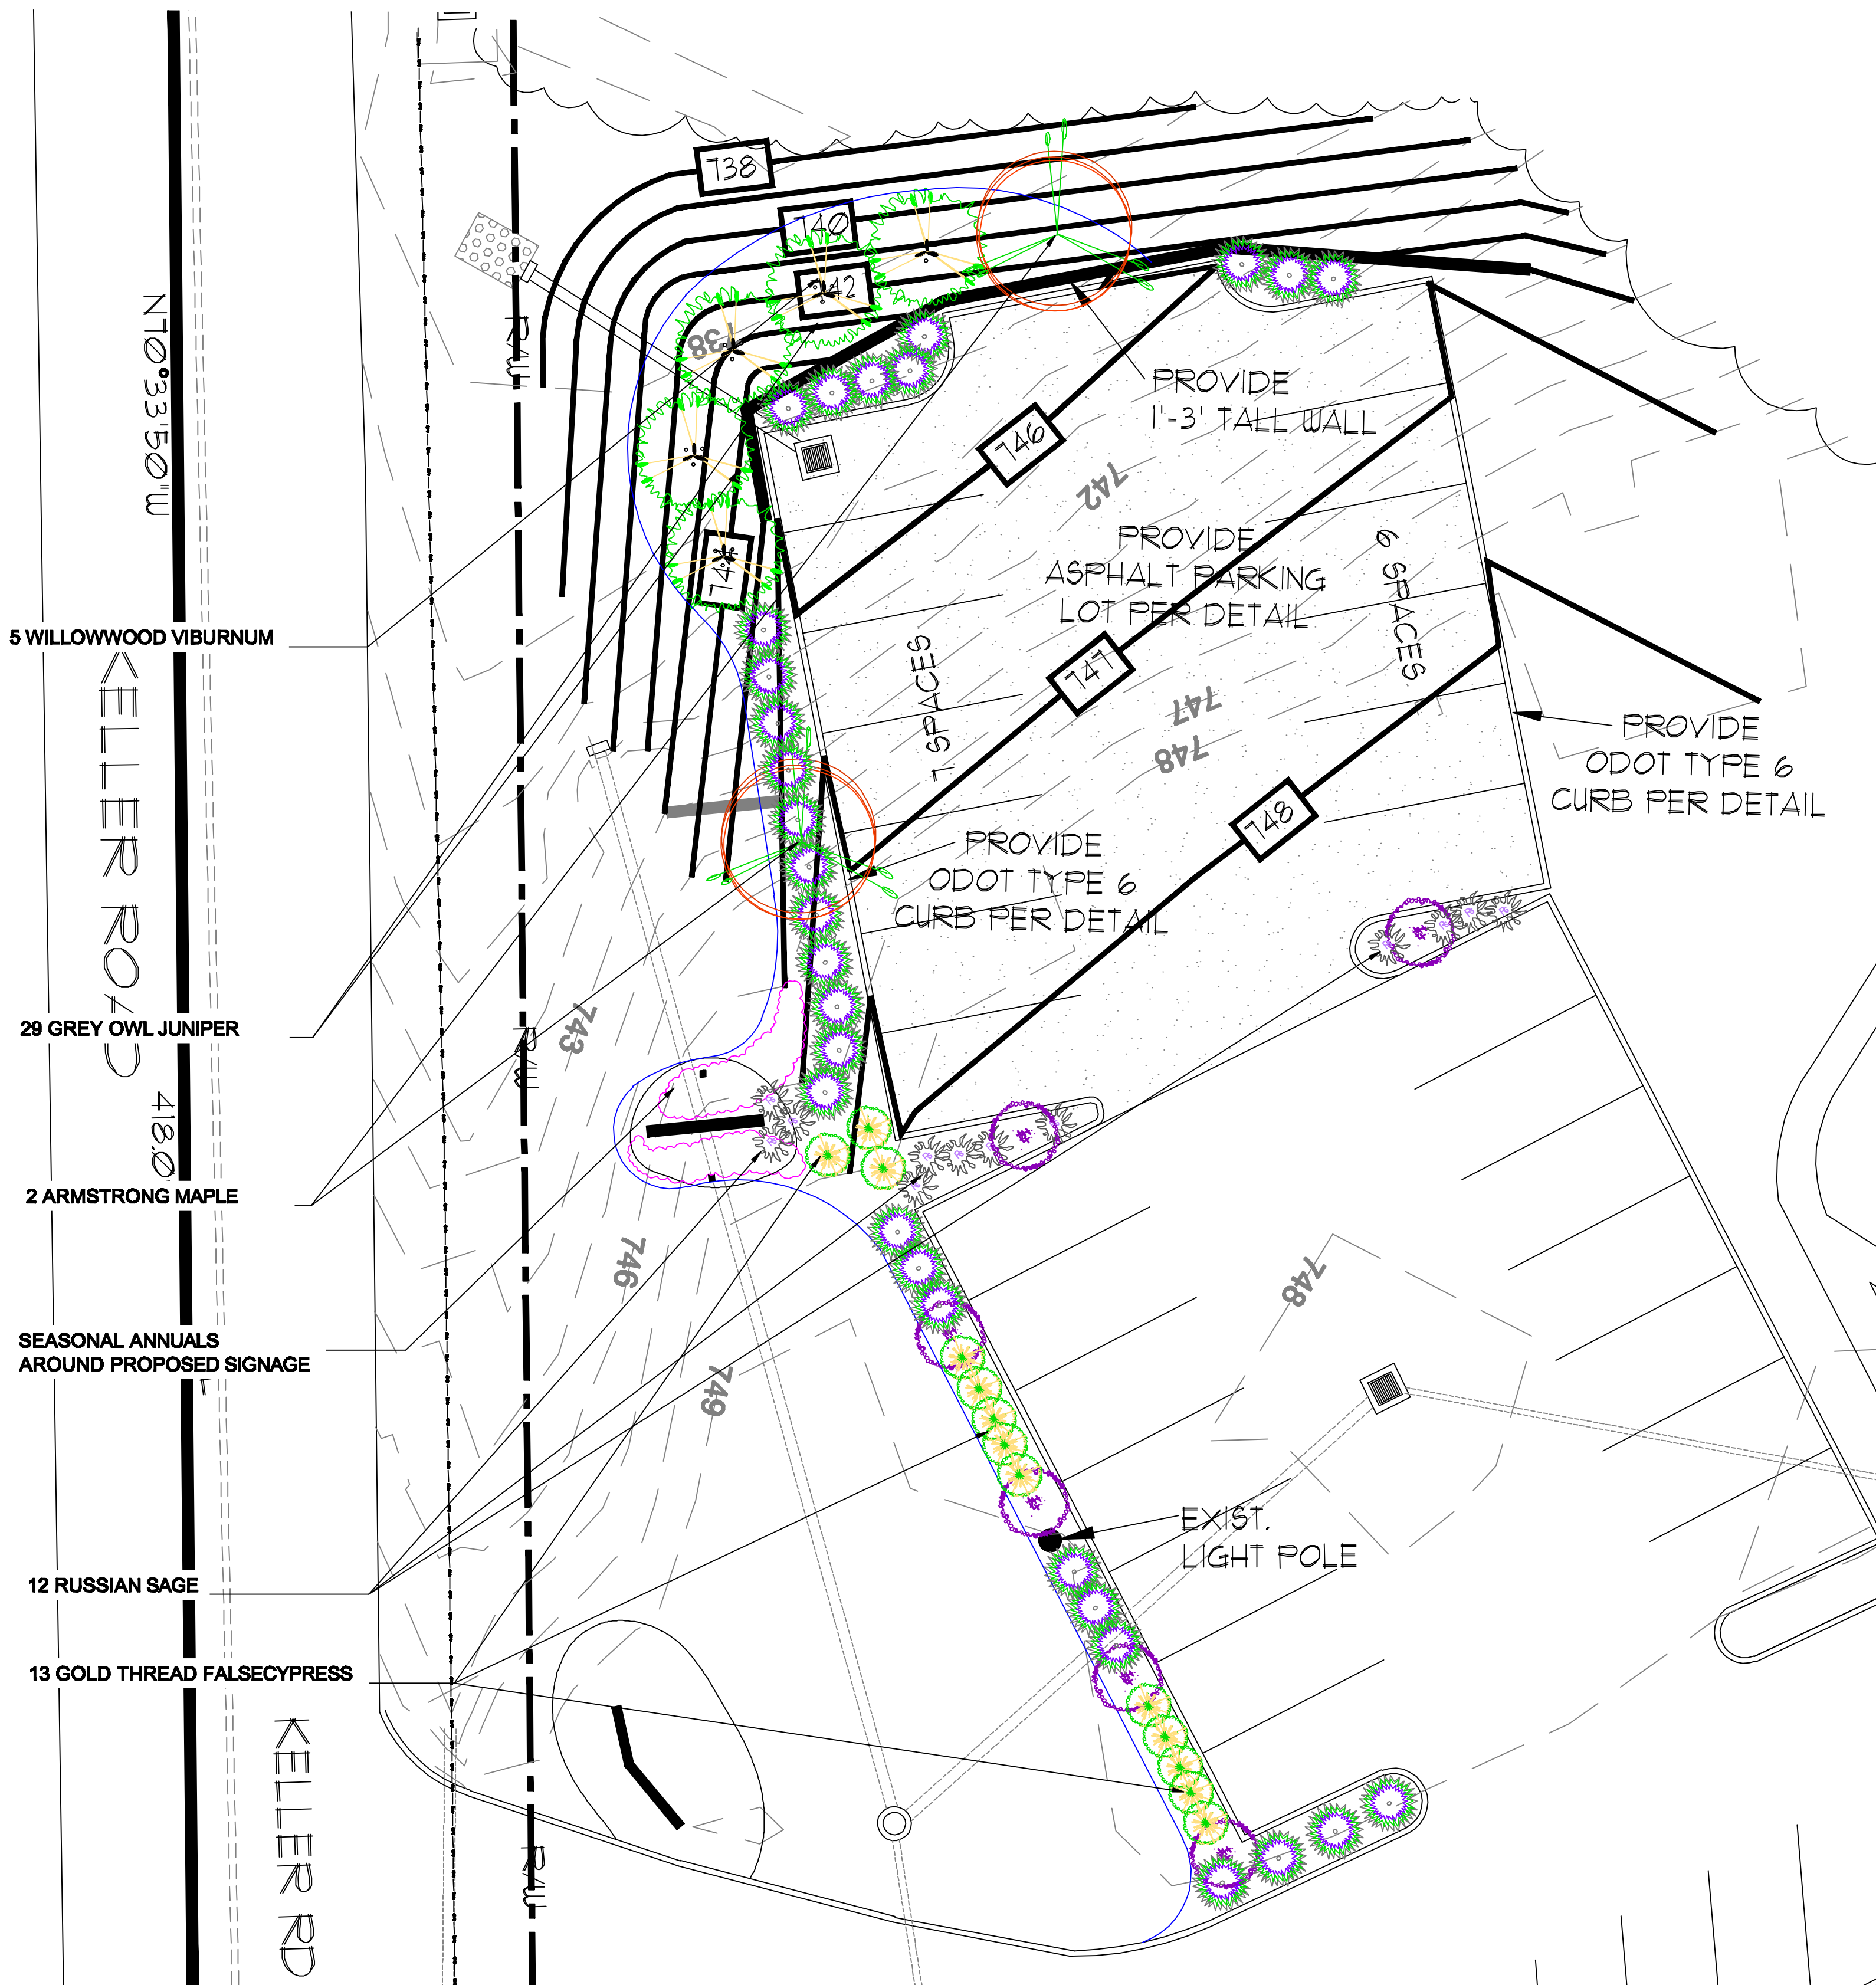 738
740
742
738
N70°33'50"W
R/W
PROVIDE
1'-3' TALL WALL
746
742
PROVIDE
ASPHALT PARKING
LOT PER DETAIL
6 SPACES
744
5 WILLOWWOOD VIBURNUM
7 SPACES
747
747
748
PROVIDE
ODOT TYPE 6
CURB PER DETAIL
748
PROVIDE
ODOT TYPE 6
CURB PER DETAIL
KELLER ROAD
29 GREY OWL JUNIPER
743
R/W
418.0
2 ARMSTRONG MAPLE
746
748
SEASONAL ANNUALS
AROUND PROPOSED SIGNAGE
749
EXIST.
LIGHT POLE
12 RUSSIAN SAGE
13 GOLD THREAD FALSECYPRESS
KELLER RD
R/W